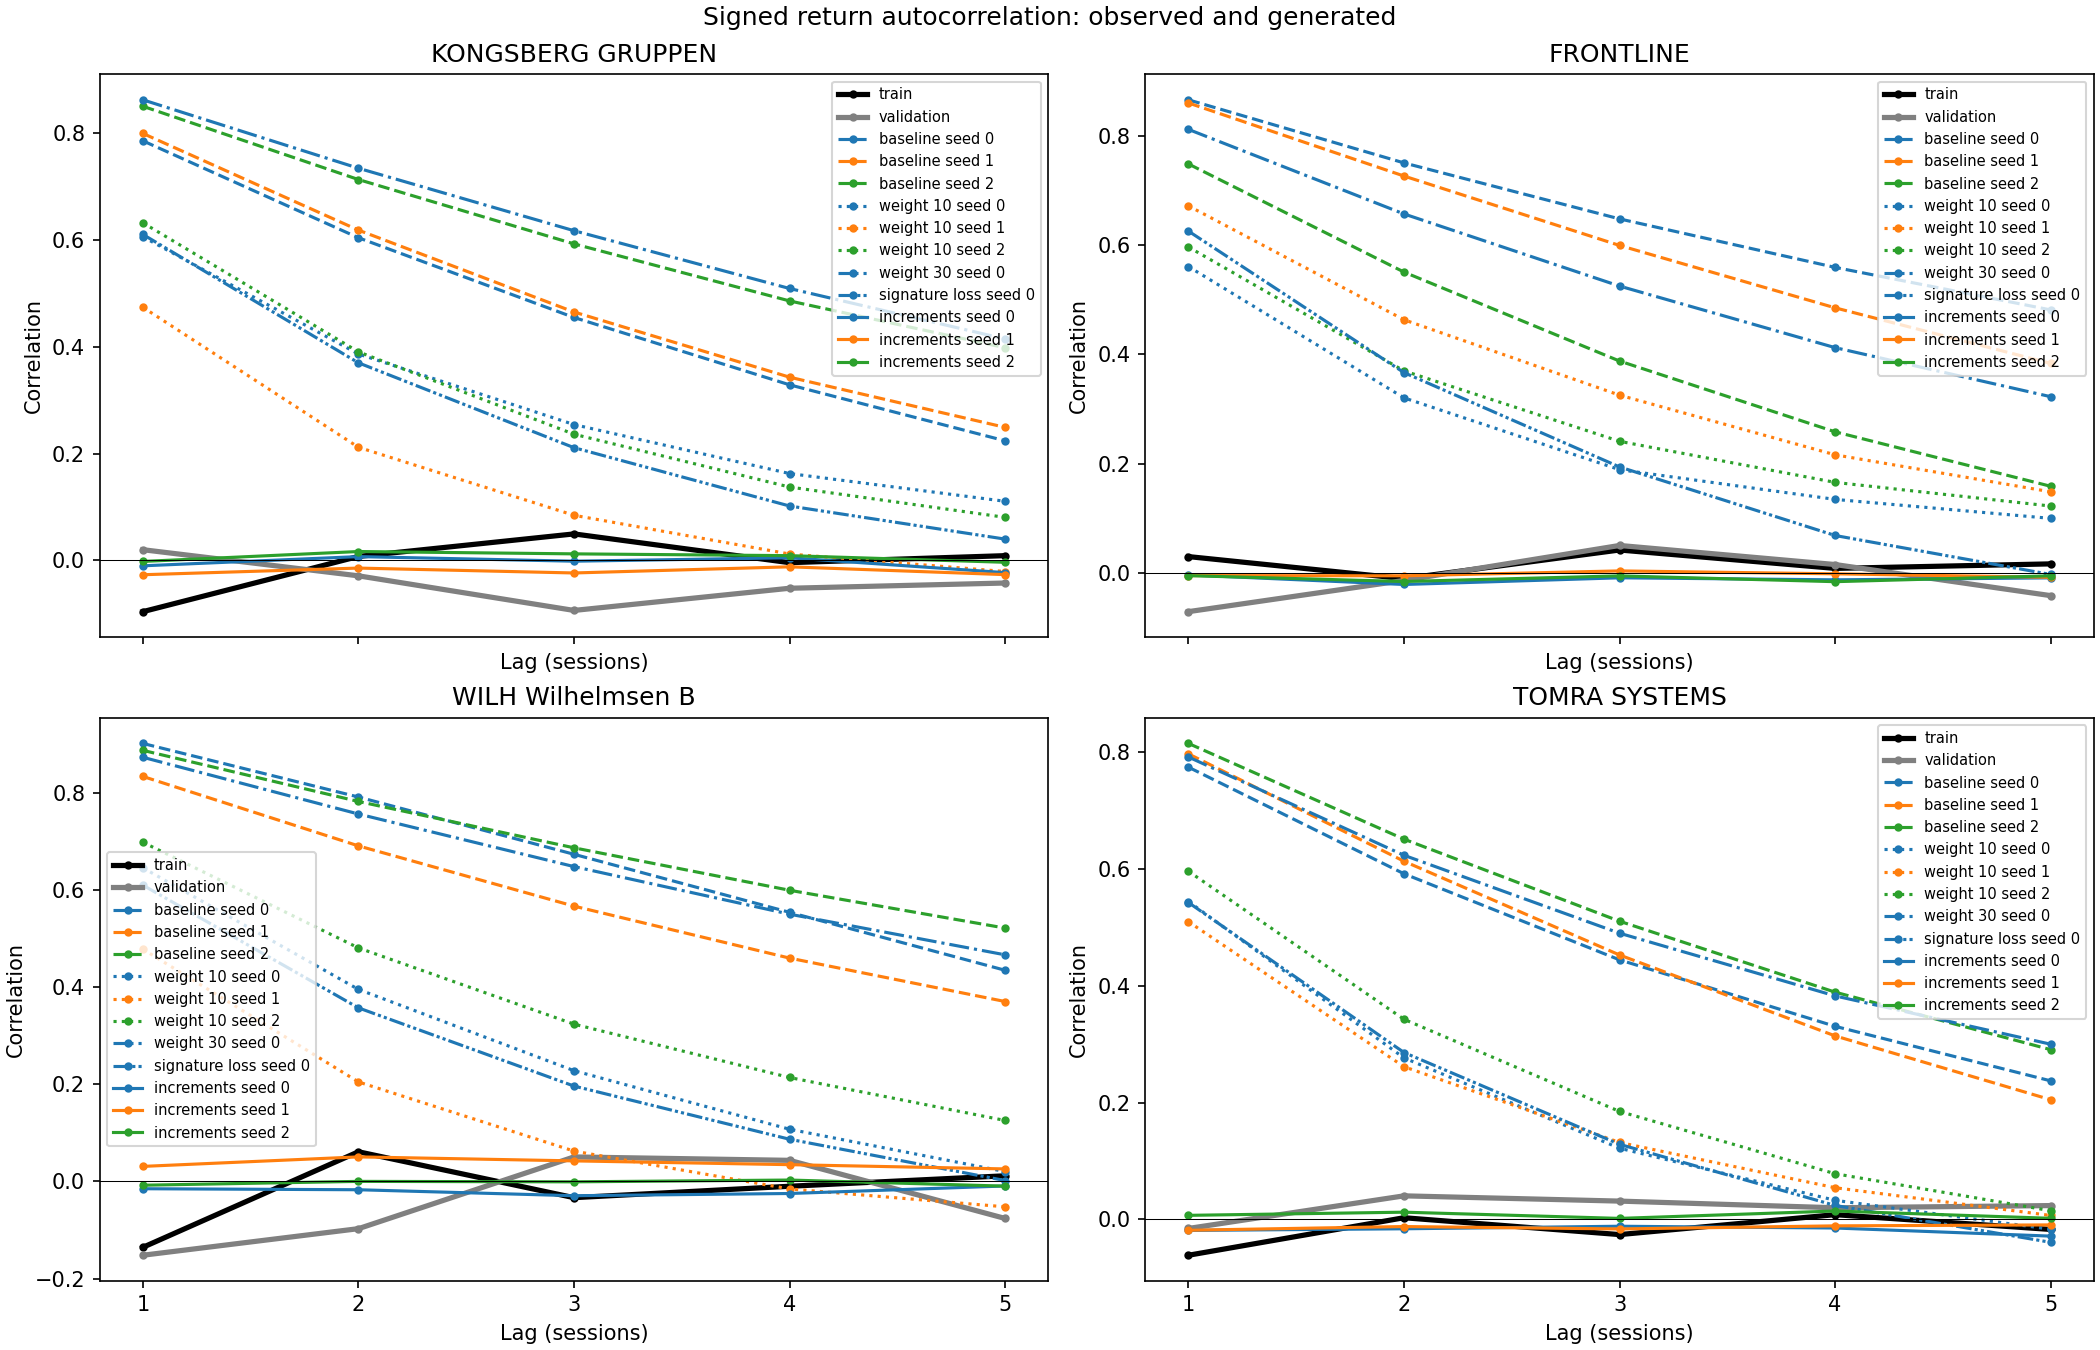 Signed return autocorrelation: observed and generated
KONGSBERG GRUPPEN
Correlation
0.8
0.6
0.4
0.2
0.0
train
validation
baseline seed 0
baseline seed 1
baseline seed 2
weight 10 seed 0
weight 10 seed 1
weight 10 seed 2
weight 30 seed 0
signature loss seed 0
increments seed 0
increments seed 1
increments seed 2
Lag (sessions)
FRONTLINE
Correlation
0.8
0.6
0.4
0.2
0.0
train
validation
baseline seed 0
baseline seed 1
baseline seed 2
weight 10 seed 0
weight 10 seed 1
weight 10 seed 2
weight 30 seed 0
signature loss seed 0
increments seed 0
increments seed 1
increments seed 2
Lag (sessions)
WILH Wilhelmsen B
Correlation
0.8
0.6
0.4
0.2
0.0
−0.2
train
validation
baseline seed 0
baseline seed 1
baseline seed 2
weight 10 seed 0
weight 10 seed 1
weight 10 seed 2
weight 30 seed 0
signature loss seed 0
increments seed 0
increments seed 1
increments seed 2
1 2 3 4 5
Lag (sessions)
TOMRA SYSTEMS
Correlation
0.8
0.6
0.4
0.2
0.0
train
validation
baseline seed 0
baseline seed 1
baseline seed 2
weight 10 seed 0
weight 10 seed 1
weight 10 seed 2
weight 30 seed 0
signature loss seed 0
increments seed 0
increments seed 1
increments seed 2
1 2 3 4 5
Lag (sessions)